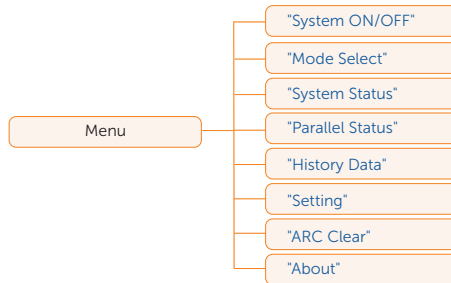 "System ON/OFF"
"Mode Select"
"System Status"
Menu
"Parallel Status"
"History Data"
"Setting"
"ARC Clear"
"About"